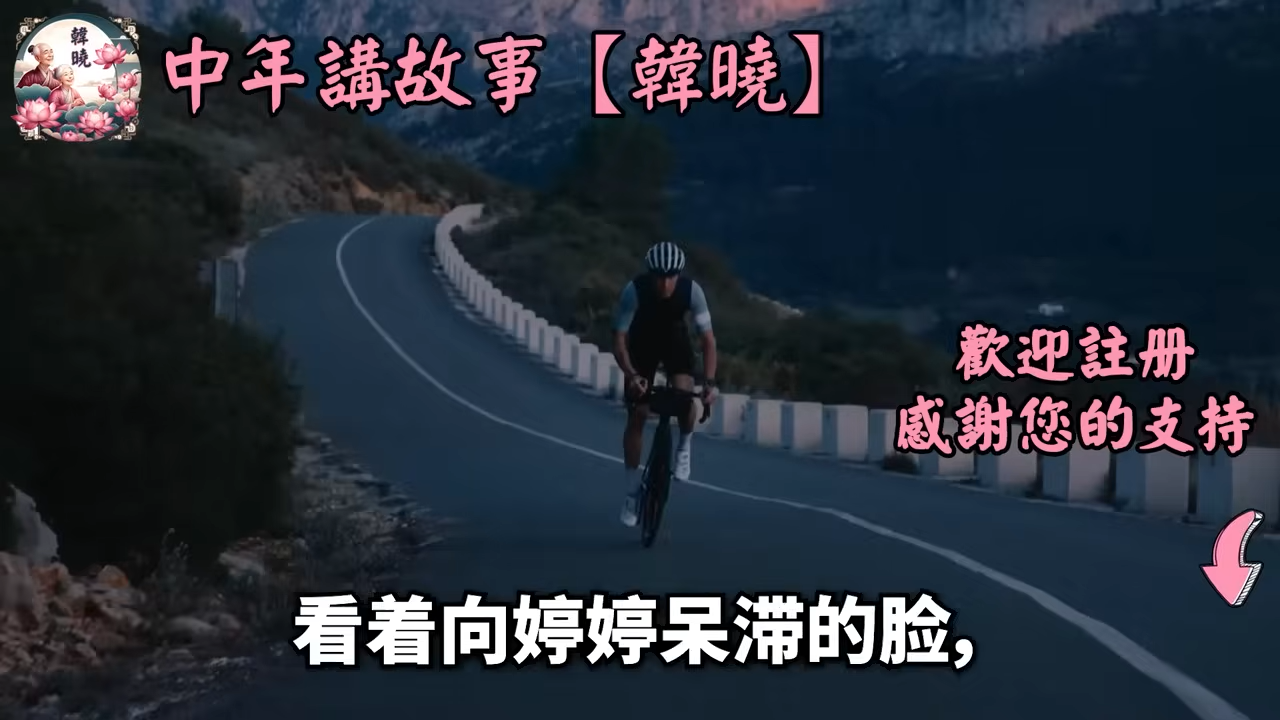 韓
曉
中年講故事【韓曉】
歡迎註册
感謝您的支持
看着向婷婷呆滞的脸,